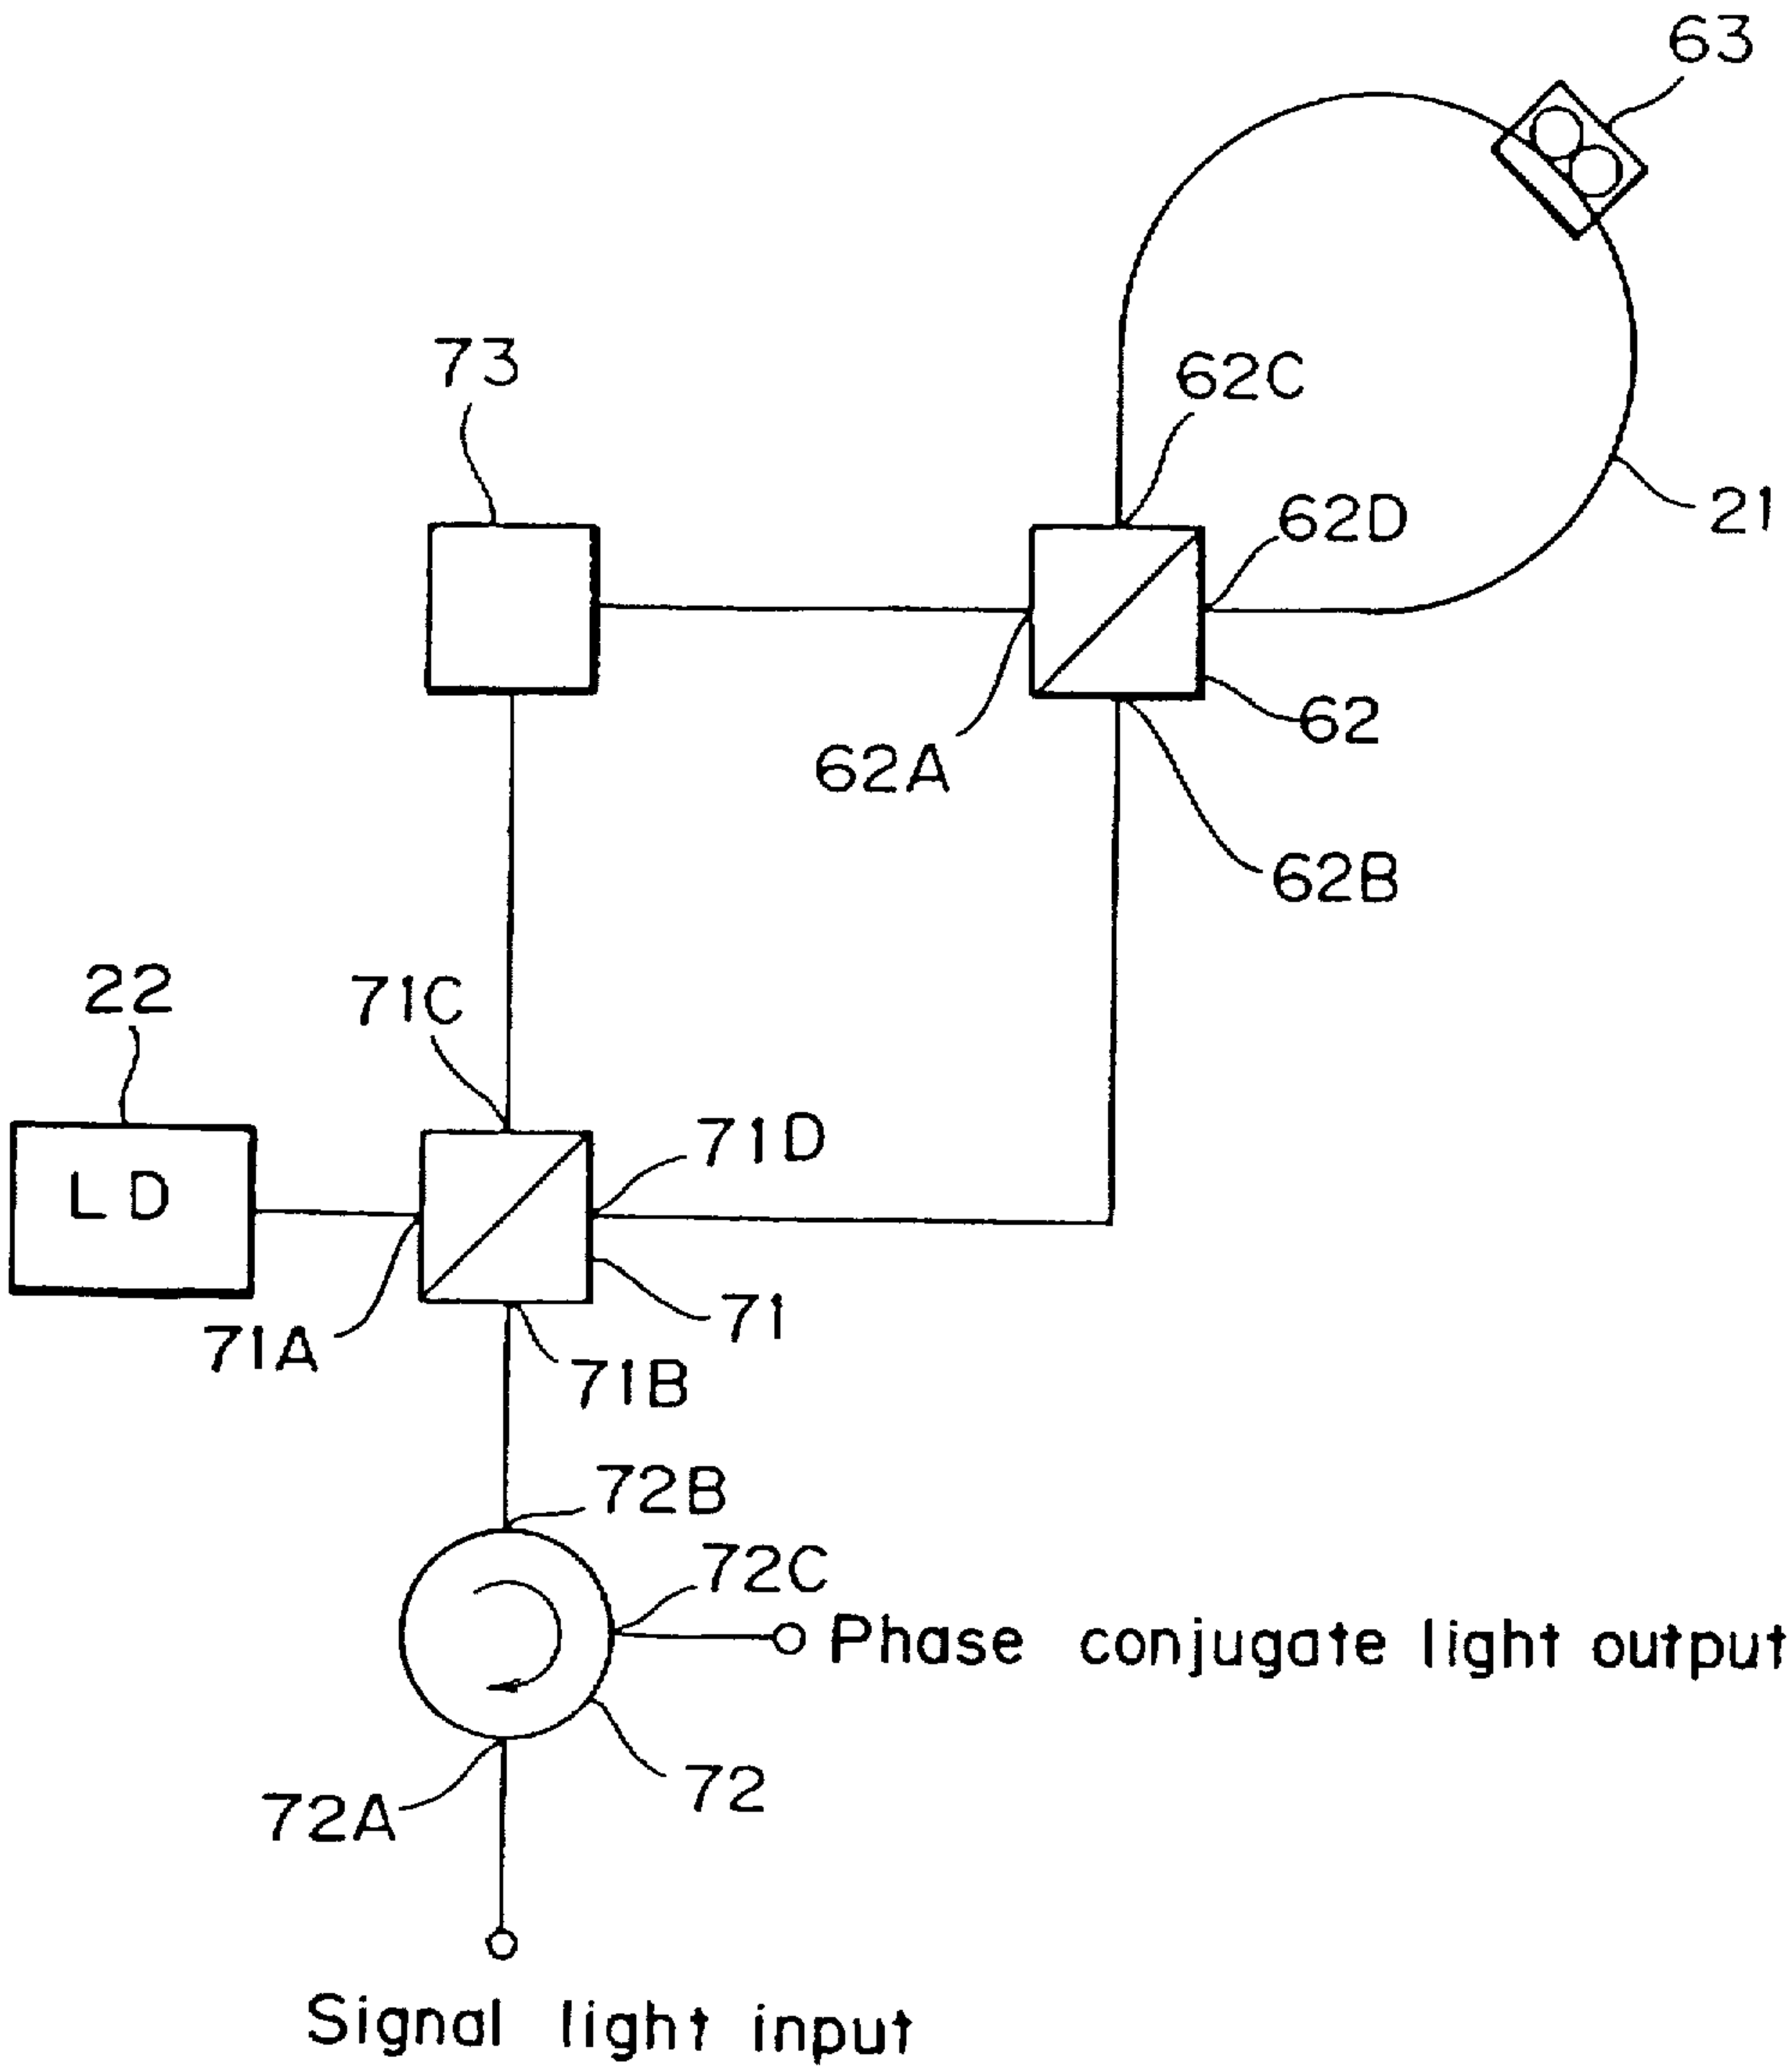 63
73
62C
62D
21
62
62A
62B
22
71C
71D
LD
71
71A
71B
72B
72C
Phase conjugate light output
72
72A
Signal light input